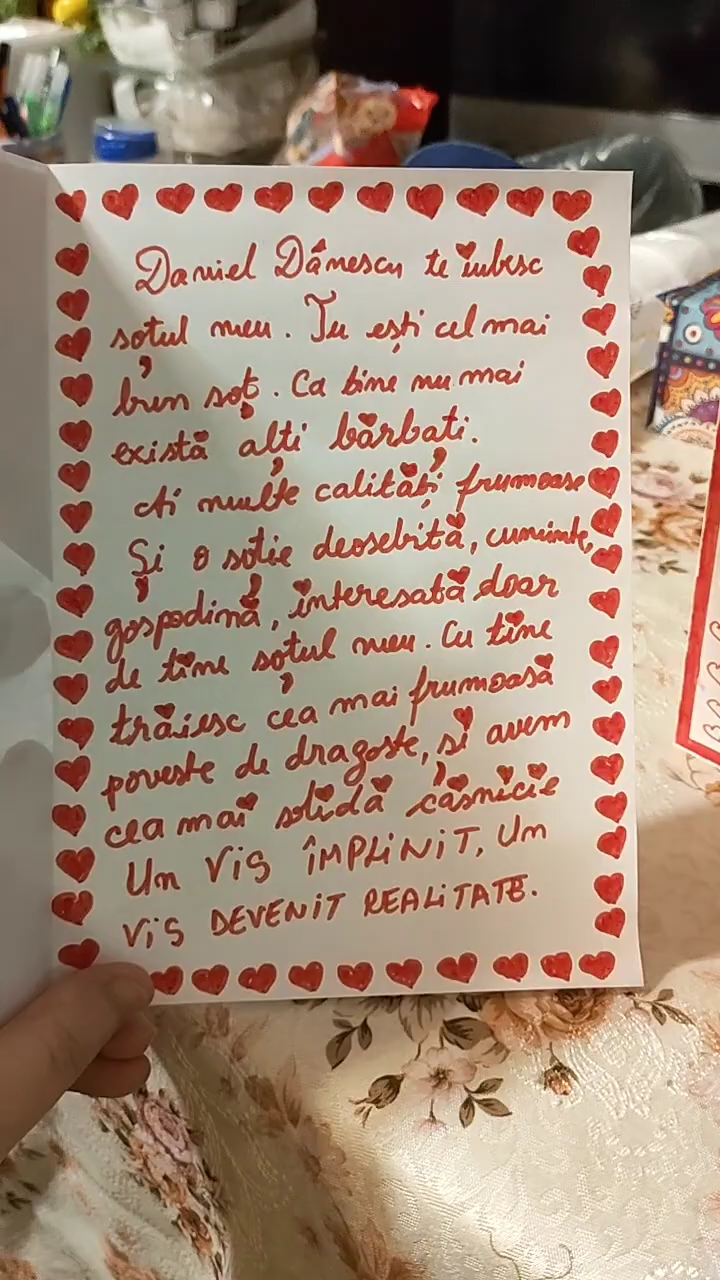 Daniel Dănescu te iubesc
soțul meu. Tu ești cel mai
bun soț. Ca tine nu mai
există alți bărbați.
Ai multe calități frumoase
Și o soție deosebită, cuminte,
gospodină, interesată doar
de tine soțul meu. Cu tine
trăiesc cea mai frumoasă
poveste de dragoste, și avem
cea mai solidă căsnicie
Un Vis ÎMPLINIT, Um
VIS DEVENIT REALITATE.